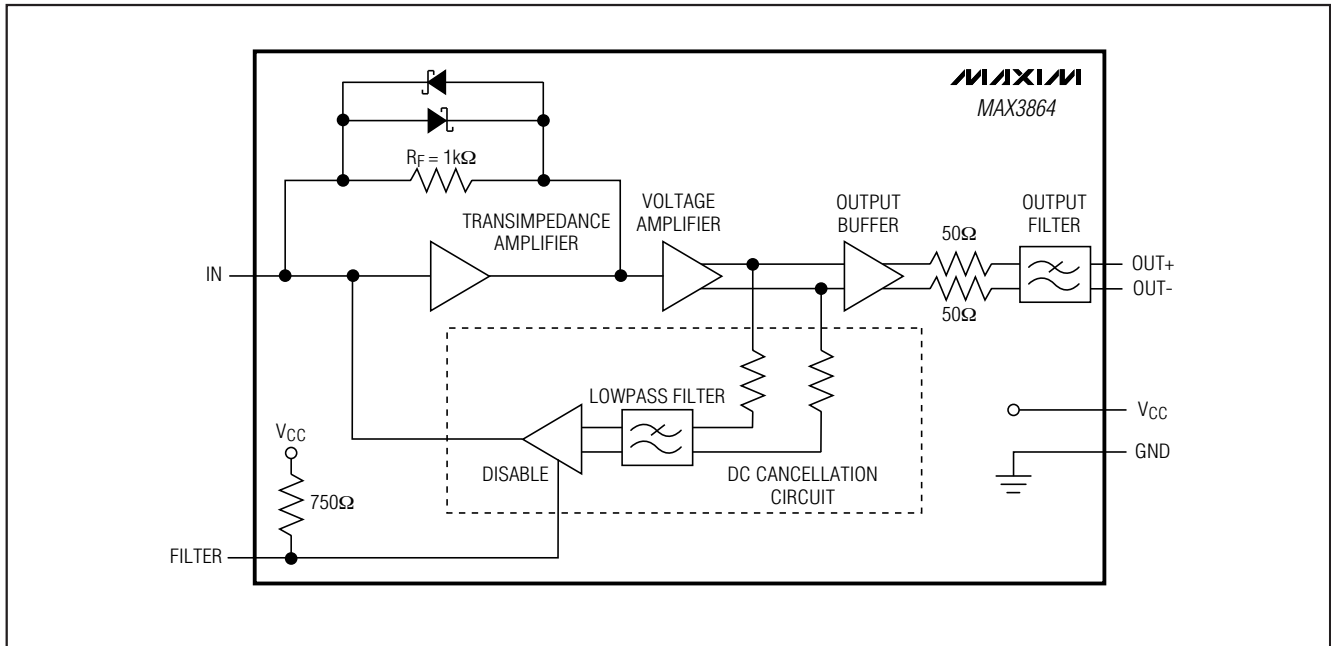 MAXIM
MAX3864
RF = 1kΩ
TRANSIMPEDANCE
AMPLIFIER
VOLTAGE
AMPLIFIER
OUTPUT
BUFFER
50Ω
50Ω
OUTPUT
FILTER
IN
OUT+
OUT-
LOWPASS FILTER
DISABLE
DC CANCELLATION
CIRCUIT
VCC
750Ω
FILTER
VCC
GND